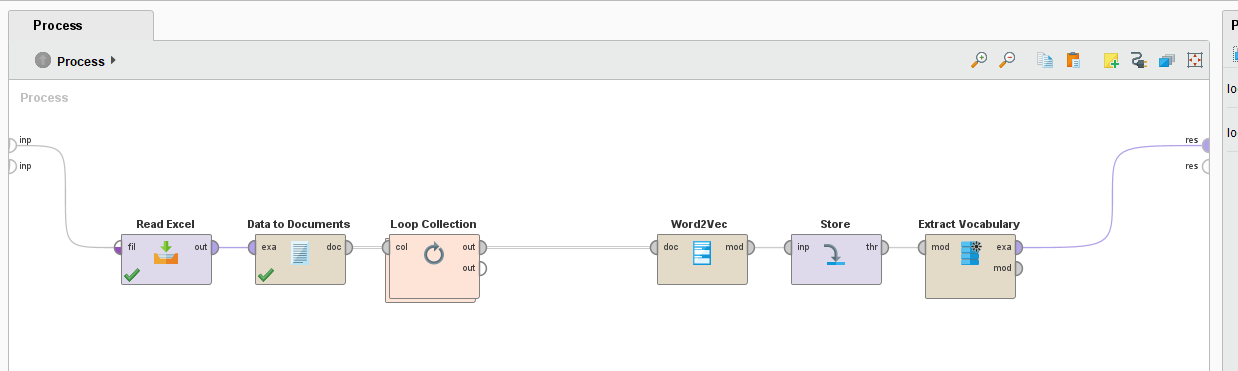 Process
P
Process
Process
lo
lo
inp
inp
res
res
Read Excel
Data to Documents
Loop Collection
Word2Vec
Store
Extract Vocabulary
fil
out
exa
doc
col
out
out
doc
mod
inp
thr
mod
exa
mod